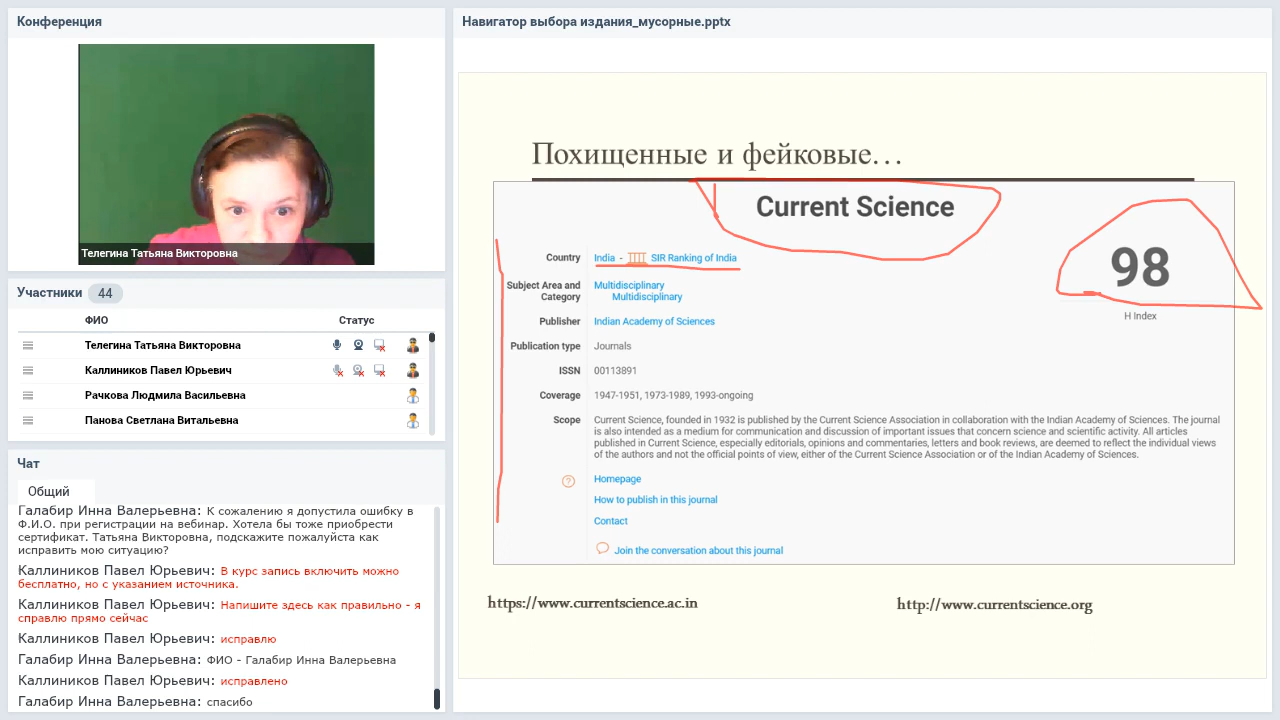 Конференция
Телегина Татьяна Викторовна
Участники 44
ФИО Статус
Телегина Татьяна Викторовна
Каллиников Павел Юрьевич
Рачкова Людмила Васильевна
Панова Светлана Витальевна
Чат
Общий
Галабир Инна Валерьевна: К сожалению я допустила ошибку в
Ф.И.О. при регистрации на вебинар. Хотела бы тоже приобрести
сертификат. Татьяна Викторовна, подскажите пожалуйста как
исправить мою ситуацию?
Каллиников Павел Юрьевич: В курс запись включить можно
бесплатно, но с указанием источника.
Каллиников Павел Юрьевич: Напишите здесь как правильно - я
справлю прямо сейчас
Каллиников Павел Юрьевич: исправлю
Галабир Инна Валерьевна: ФИО - Галабир Инна Валерьевна
Каллиников Павел Юрьевич: исправлено
Галабир Инна Валерьевна: спасибо
Навигатор выбора издания_мусорные.pptx
Похищенные и фейковые…
Current Science
Country India - SIR Ranking of India
Subject Area and
Category
Multidisciplinary
Multidisciplinary
Publisher Indian Academy of Sciences
Publication type Journals
ISSN 00113891
Coverage 1947-1951, 1973-1989, 1993-ongoing
Scope Current Science, founded in 1932 is published by the Current Science Association in collaboration with the Indian Academy of Sciences. The journal
is also intended as a medium for communication and discussion of important issues that concern science and scientific activity. All articles
published in Current Science, especially editorials, opinions and commentaries, letters and book reviews, are deemed to reflect the individual views
of the authors and not the official points of view, either of the Current Science Association or of the Indian Academy of Sciences.
? Homepage
How to publish in this journal
Contact
Join the conversation about this journal
98
H Index
https://www.currentscience.ac.in
http://www.currentscience.org